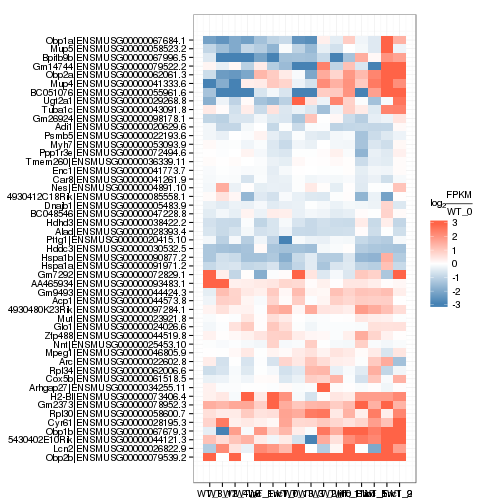 Obp1a|ENSMUSG00000067684.1
Mup5|ENSMUSG00000058523.2
Bpifb9b|ENSMUSG00000067996.5
Gm14744|ENSMUSG00000079522.2
Obp2a|ENSMUSG00000062061.3
Mup4|ENSMUSG00000041333.6
BC051076|ENSMUSG00000055961.6
Ugt2a1|ENSMUSG00000029268.8
Tuba1c|ENSMUSG00000043091.8
Gm26924|ENSMUSG00000098178.1
Adi1|ENSMUSG00000020629.6
Psmb5|ENSMUSG00000022193.6
Myh7|ENSMUSG00000053093.9
Ppp1r3e|ENSMUSG00000072494.6
Tmem260|ENSMUSG00000036339.11
Enc1|ENSMUSG00000041773.7
Car8|ENSMUSG00000041261.9
Nes|ENSMUSG00000004891.10
4930412C18Rik|ENSMUSG00000085558.1
Dnajb1|ENSMUSG00000005483.9
BC048546|ENSMUSG00000047228.8
Hdhd3|ENSMUSG00000038422.2
Alad|ENSMUSG00000028393.4
Pttg1|ENSMUSG00000020415.10
Hddc3|ENSMUSG00000030532.5
Hspa1b|ENSMUSG00000090877.2
Hspa1a|ENSMUSG00000091971.2
Gm7292|ENSMUSG00000072829.1
AA465934|ENSMUSG00000093483.1
Gm9493|ENSMUSG00000044424.3
Acp1|ENSMUSG00000044573.8
4930480K23Rik|ENSMUSG00000097284.1
Mut|ENSMUSG00000023921.8
Glo1|ENSMUSG00000024026.6
Zfp488|ENSMUSG00000044519.8
Nnt|ENSMUSG00000025453.10
Mpeg1|ENSMUSG00000046805.9
Arc|ENSMUSG00000022602.8
Rpl34|ENSMUSG00000062006.6
Cox5b|ENSMUSG00000061518.5
Arhgap27|ENSMUSG00000034255.11
H2-Bl|ENSMUSG00000073406.4
Gm2373|ENSMUSG00000078952.3
Rpl30|ENSMUSG00000058600.7
Cyr61|ENSMUSG00000028195.3
Obp1b|ENSMUSG00000067679.3
5430402E10Rik|ENSMUSG00000044121.3
Lcn2|ENSMUSG00000026822.9
Obp2b|ENSMUSG00000079539.2
log2 FPKM
WT_0
3
2
1
0
-1
-2
-3